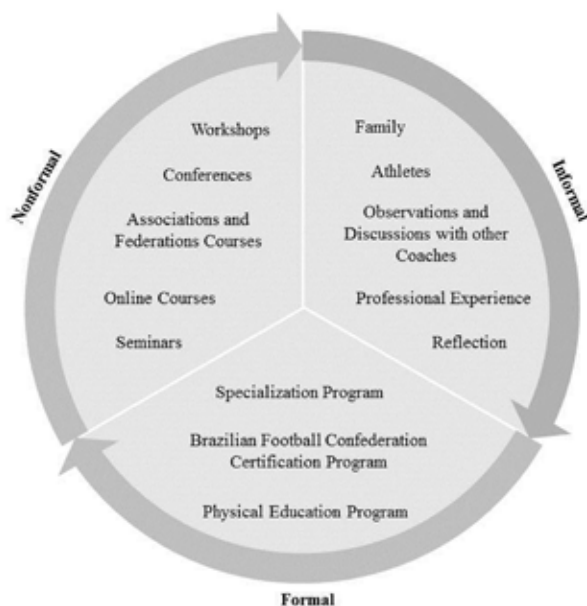 Nonformal
Workshops
Conferences
Associations and
Federations Courses
Online Courses
Seminars
Informal
Family
Athletes
Observations and
Discussions with other
Coaches
Professional Experience
Reflection
Specialization Program
Brazilian Football Confederation
Certification Program
Physical Education Program
Formal